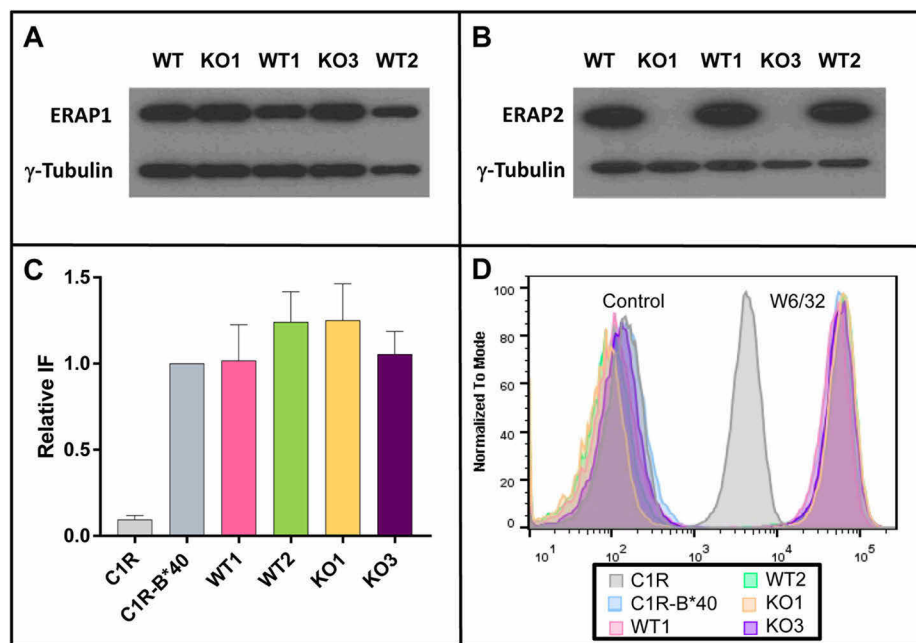 A
WT KO1 WT1 KO3 WT2
ERAP1
γ-Tubulin
B
WT KO1 WT1 KO3 WT2
ERAP2
γ-Tubulin
C
Relative IF
1.5
1.0
0.5
0.0
C1R C1R-B*40 WT1 WT2 KO1 KO3
D
Normalized To Mode
100
80
60
40
20
0
Control W6/32
10¹ 10² 10³ 10⁴ 10⁵
C1R WT2
C1R-B*40 KO1
WT1 KO3